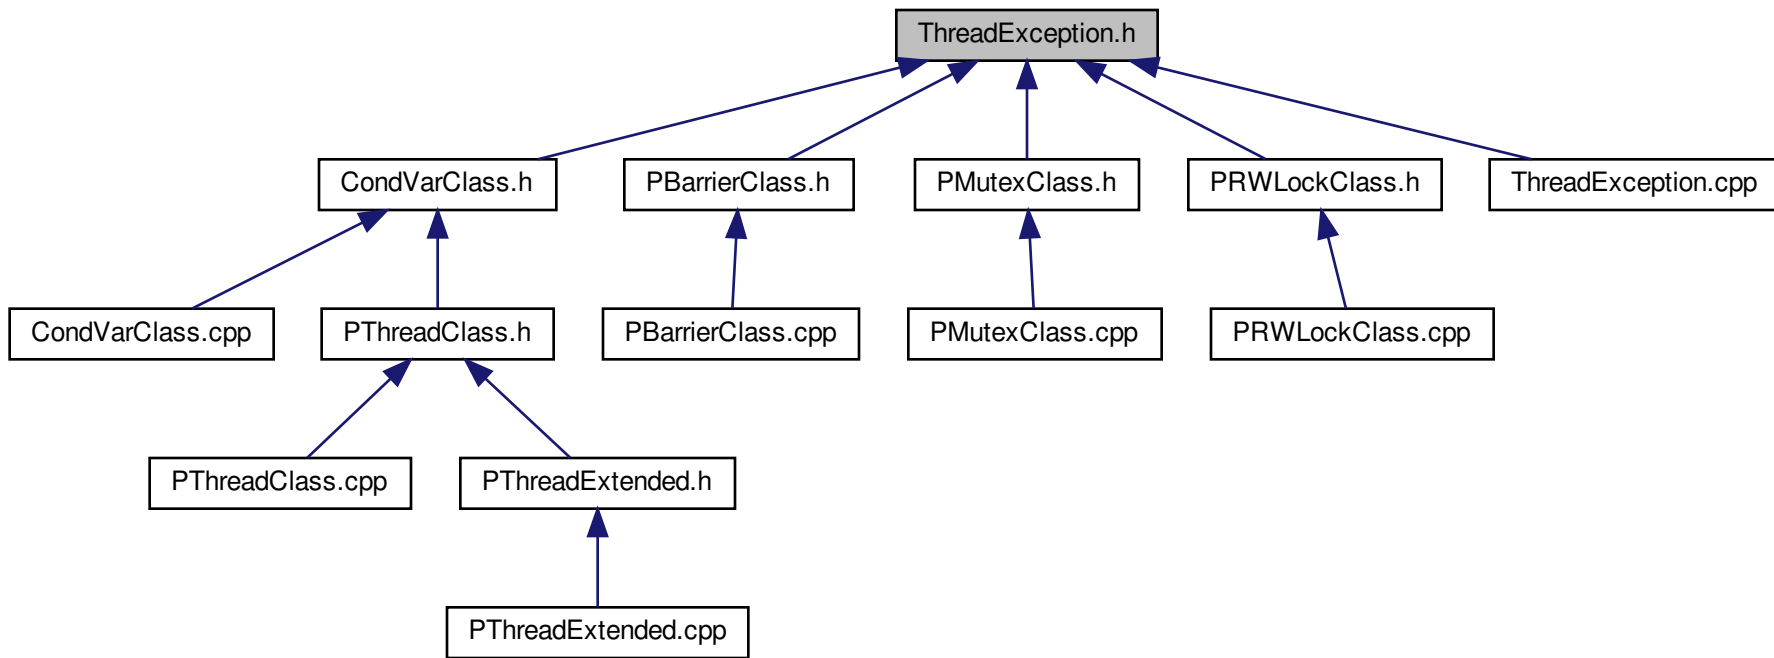 ThreadException.h
CondVarClass.h
PBarrierClass.h
PMutexClass.h
PRWLockClass.h
ThreadException.cpp
CondVarClass.cpp
PThreadClass.h
PBarrierClass.cpp
PMutexClass.cpp
PRWLockClass.cpp
PThreadClass.cpp
PThreadExtended.h
PThreadExtended.cpp